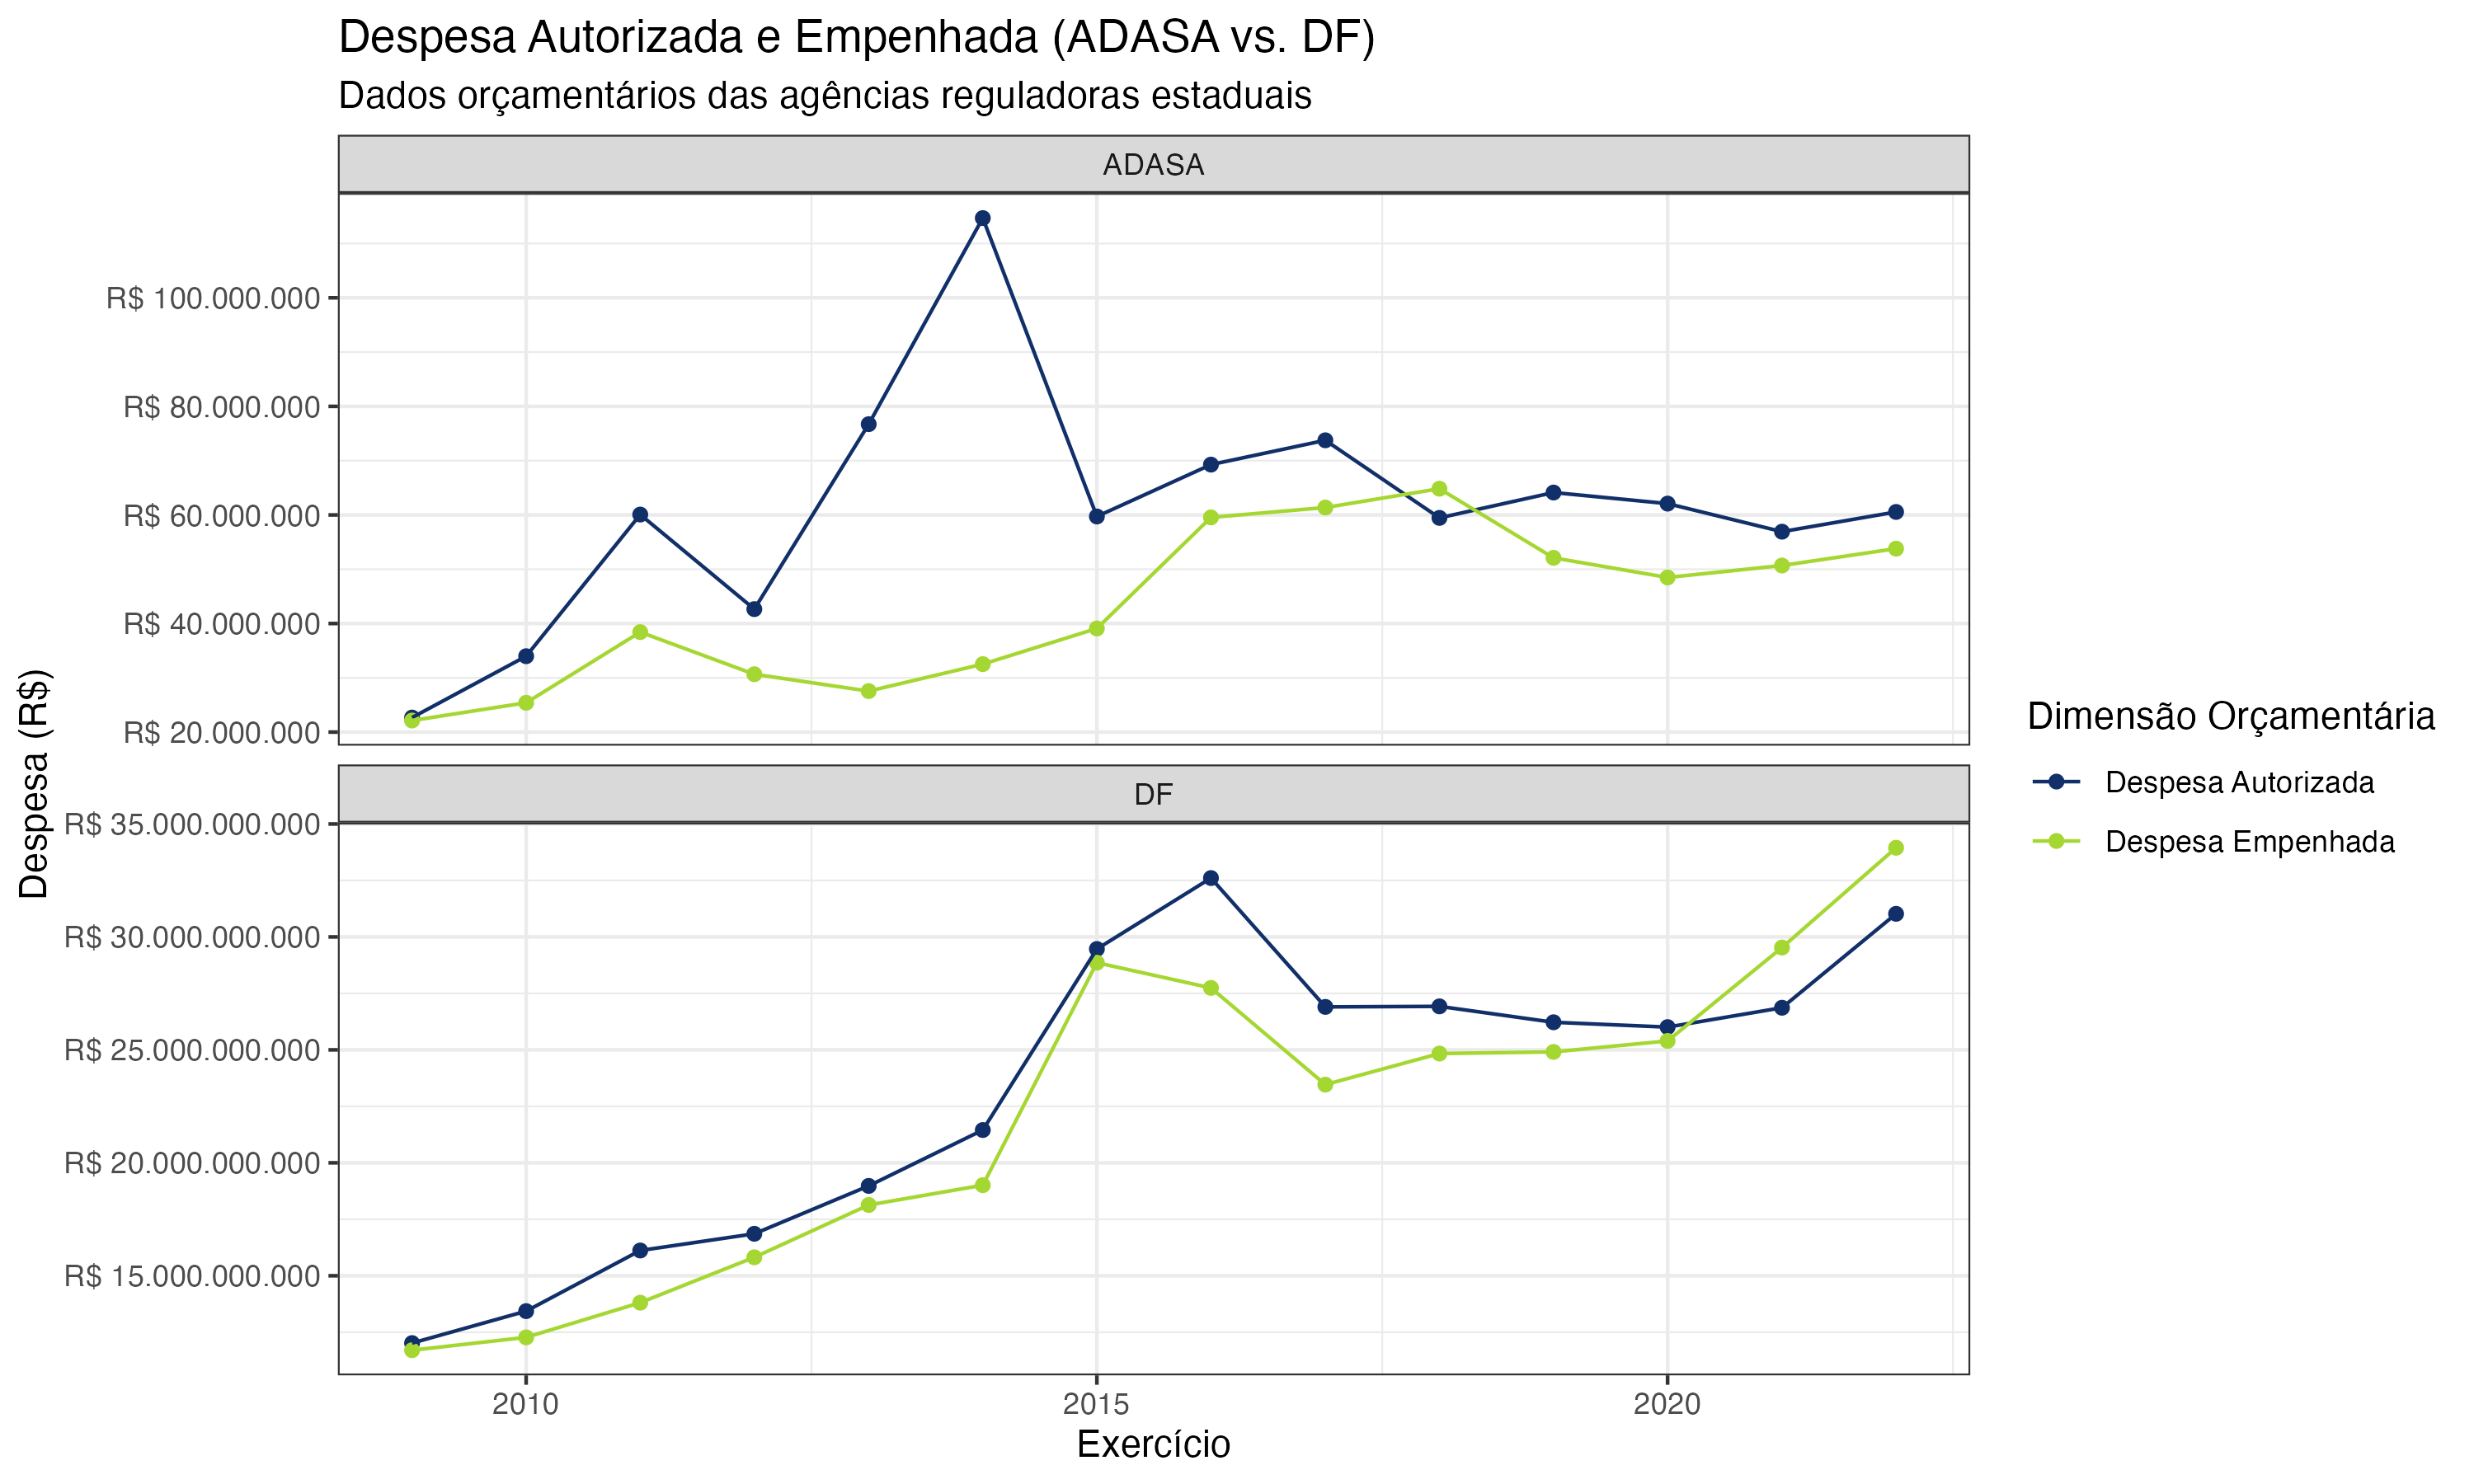 Despesa Autorizada e Empenhada (ADASA vs. DF)
Dados orçamentários das agências reguladoras estaduais
ADASA
R$ 100.000.000
R$ 80.000.000
R$ 60.000.000
R$ 40.000.000
R$ 20.000.000
Despesa (R$)
DF
R$ 35.000.000.000
R$ 30.000.000.000
R$ 25.000.000.000
R$ 20.000.000.000
R$ 15.000.000.000
2010
2015
2020
Exercício
Dimensão Orçamentária
Despesa Autorizada
Despesa Empenhada